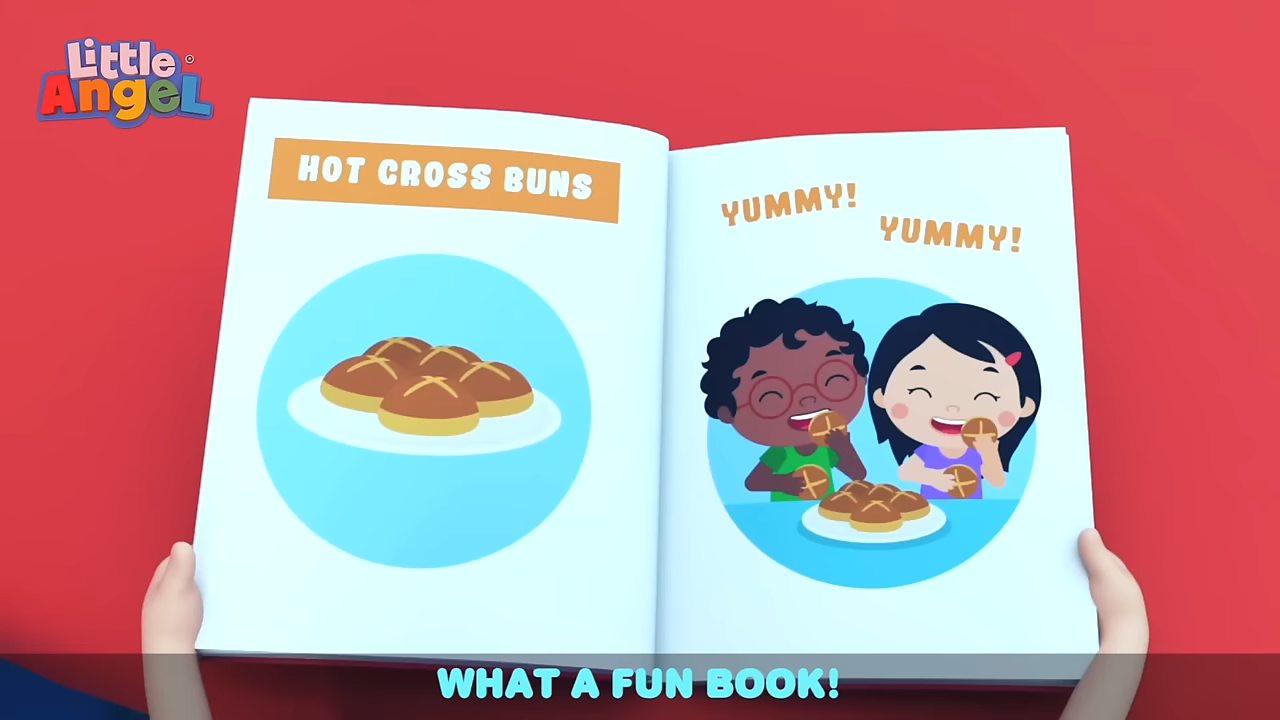 Little
Angel
HOT CROSS BUNS
YUMMY!
YUMMY!
WHAT A FUN BOOK!